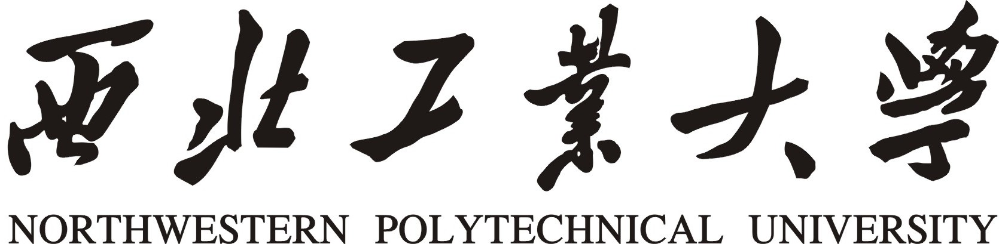 西北工業大學
NORTHWESTERN POLYTECHNICAL UNIVERSITY